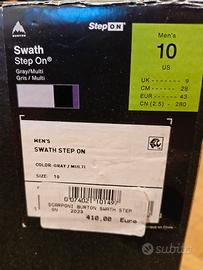 Step ON
BURTON
Swath
Step On®
Gray/Multi
Gris / Multi
Men's
10
US
UK 9
CM 28
EUR 43
CN (2.5) - 280
MEN'S
SWATH STEP ON
COLOR: GRAY / MULTI
SIZE: 10
SCARPONI BURTON SWATH STEP
ON 2023
410,00 Euro
subito